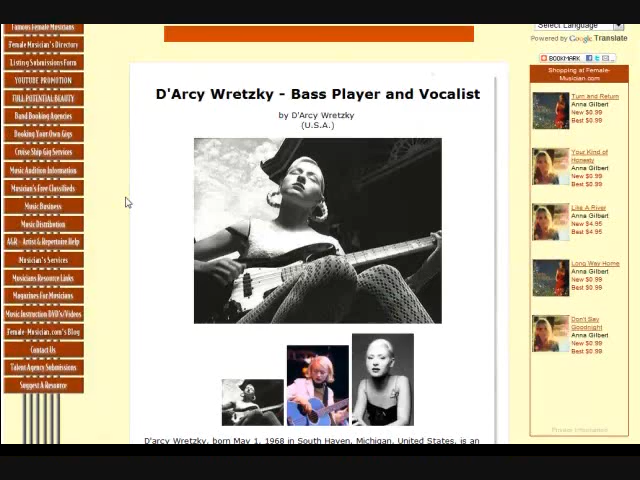 Famous Female Musicians
Female Musician's Directory
Listing Submissions Form
YOUTUBE PROMOTION
FULL POTENTIAL BEAUTY
Band Booking Agencies
Booking Your Own Gigs
Cruise Ship Gig Services
Music Audition Information
Musician's Free Classifieds
Music Business
Music Distribution
A&R - Artist & Repertoire Help
Musician's Services
Musicians Resource Links
Magazines For Musicians
Music Instruction DVD's/Videos
Female-Musician.com's Blog
Contact Us
Talent Agency Submissions
Suggest A Resource
D'Arcy Wretzky - Bass Player and Vocalist
by D'Arcy Wretzky
(U.S.A.)
D'arcy Wretzky, born May 1, 1968 in South Haven, Michigan, United States, is an
Select Language
Powered by Google Translate
BOOKMARK
Shopping at Female-
Musician.com
Turn and Return
Anna Gilbert
New $0.99
Best $0.99
Your Kind of
Honesty
Anna Gilbert
New $0.99
Best $0.99
Like A River
Anna Gilbert
New $4.95
Best $4.95
Long Way Home
Anna Gilbert
New $0.99
Best $0.99
Don't Say
Goodnight
Anna Gilbert
New $0.99
Best $0.99
Privacy Information